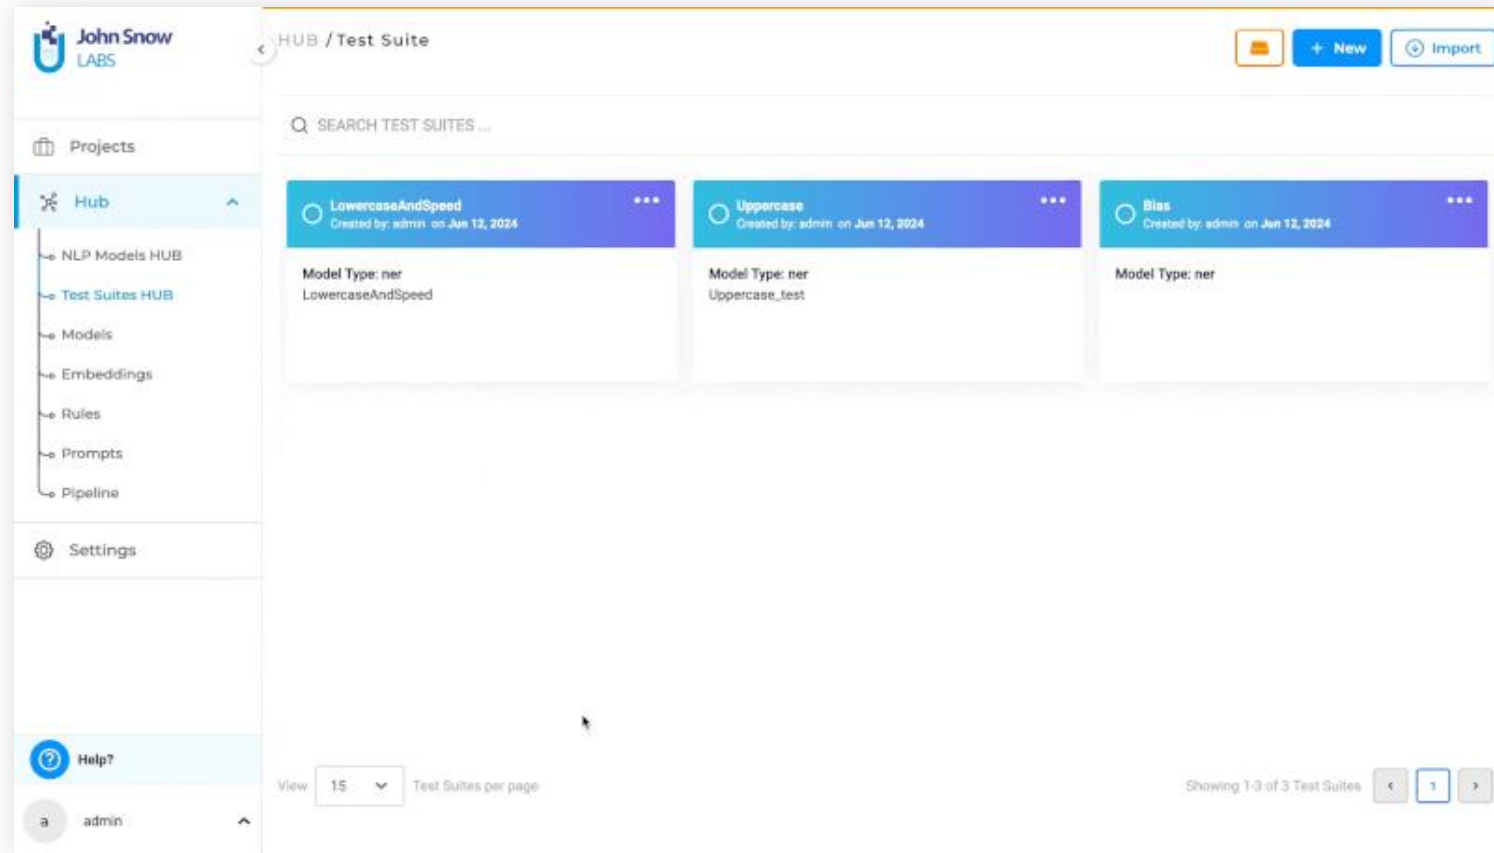 John Snow
LABS
HUB / Test Suite
+ New
Import
SEARCH TEST SUITES ...
Projects
Hub
NLP Models HUB
Test Suites HUB
Models
Embeddings
Rules
Prompts
Pipeline
Settings
LowercaseAndSpeed
Created by: admin on Jun 12, 2024
Model Type: ner
LowercaseAndSpeed
Uppercase
Created by: admin on Jun 12, 2024
Model Type: ner
Uppercase_test
Bias
Created by: admin on Jun 12, 2024
Model Type: ner
Help?
a admin
View 15 Test Suites per page
Showing 1-3 of 3 Test Suites < 1 >